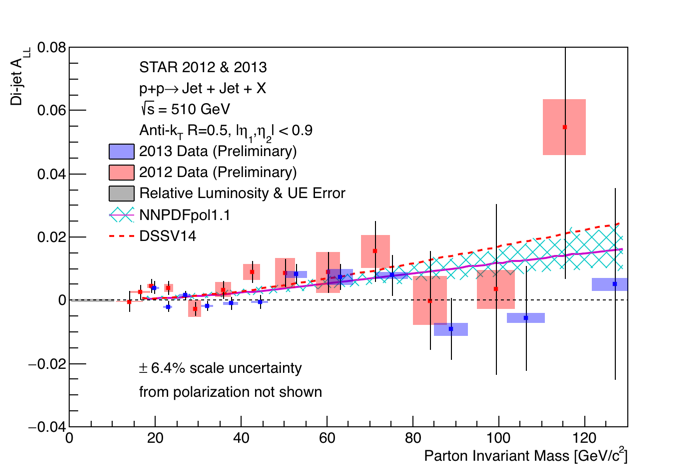 Di-jet A_LL
0.08
0.06
0.04
0.02
0
−0.02
−0.04
STAR 2012 & 2013
p+p→ Jet + Jet + X
√s = 510 GeV
Anti-k_T R=0.5, |η_1,η_2| < 0.9
2013 Data (Preliminary)
2012 Data (Preliminary)
Relative Luminosity & UE Error
NNPDFpol1.1
DSSV14
± 6.4% scale uncertainty
from polarization not shown
0 20 40 60 80 100 120
Parton Invariant Mass [GeV/c²]